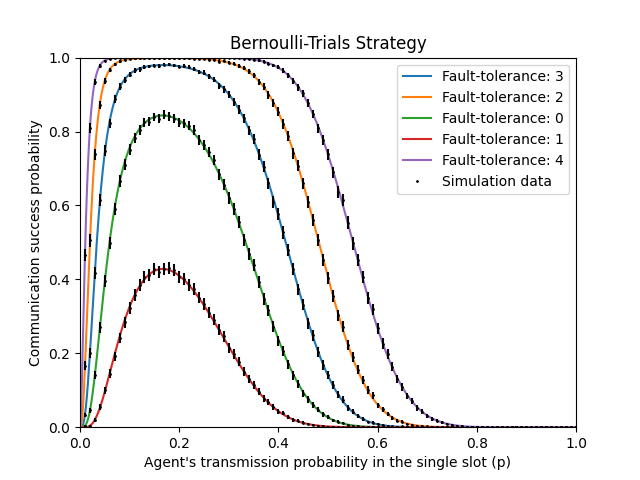 Bernoulli-Trials Strategy
Communication success probability
1.0
0.8
0.6
0.4
0.2
0.0
0.0 0.2 0.4 0.6 0.8 1.0
Agent's transmission probability in the single slot (p)
Fault-tolerance: 3
Fault-tolerance: 2
Fault-tolerance: 0
Fault-tolerance: 1
Fault-tolerance: 4
Simulation data